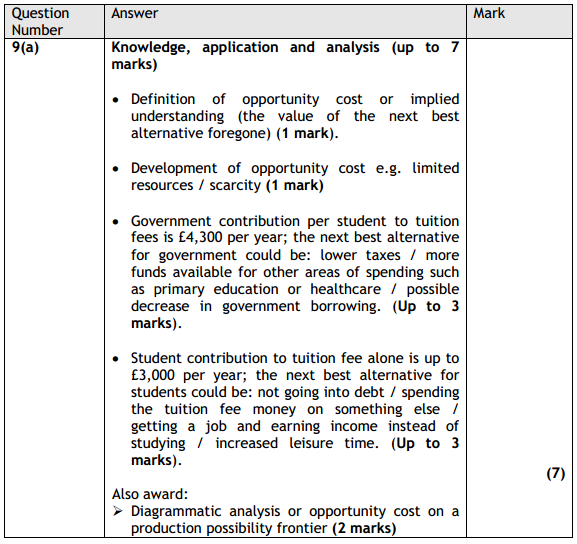 Question Number
Answer
Mark
9(a)
Knowledge, application and analysis (up to 7
marks)
• Definition of opportunity cost or implied
understanding (the value of the next best
alternative foregone) (1 mark).
• Development of opportunity cost e.g. limited
resources / scarcity (1 mark)
• Government contribution per student to tuition
fees is £4,300 per year; the next best alternative
for government could be: lower taxes / more
funds available for other areas of spending such
as primary education or healthcare / possible
decrease in government borrowing. (Up to 3
marks).
• Student contribution to tuition fee alone is up to
£3,000 per year; the next best alternative for
students could be: not going into debt / spending
the tuition fee money on something else /
getting a job and earning income instead of
studying / increased leisure time. (Up to 3
marks).
(7)
Also award:
➢ Diagrammatic analysis or opportunity cost on a
production possibility frontier (2 marks)